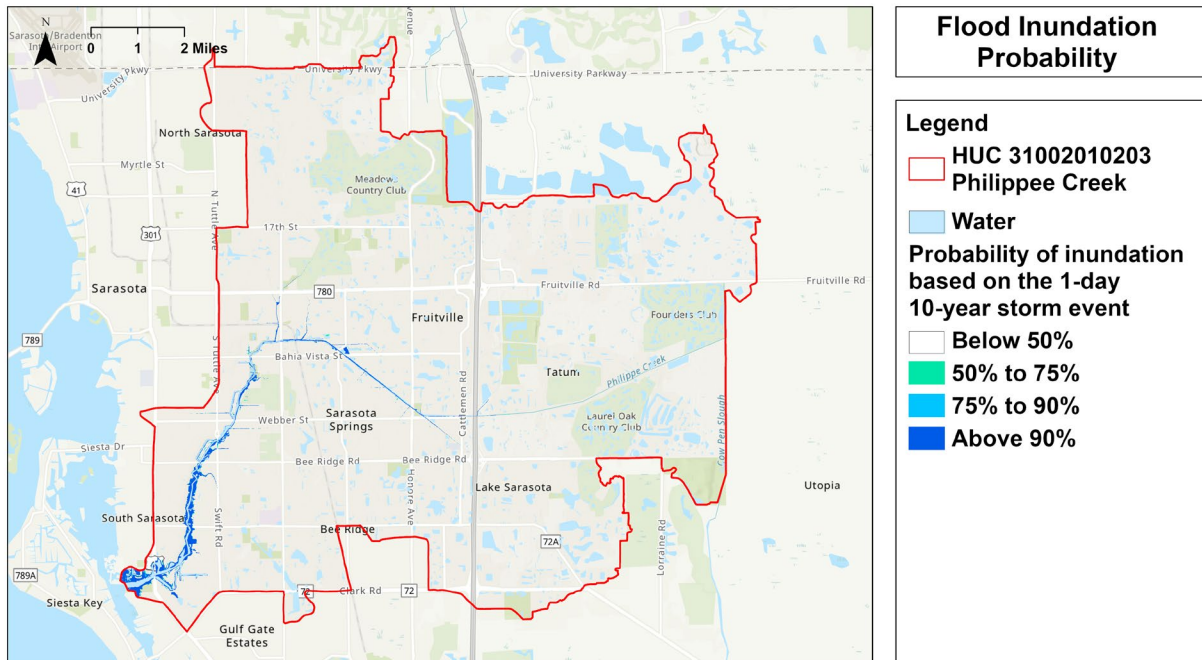 Flood Inundation
Probability
Legend
HUC 31002010203
Philippee Creek
Water
Probability of inundation
based on the 1-day
10-year storm event
Below 50%
50% to 75%
75% to 90%
Above 90%
N
0 1 2 Miles
Sarasota/Bradenton
Avenue
University Pkwy
University Pkwy
University Parkway
North Sarasota
Myrtle St
41
Meadow
Country Club
N Tuttle Ave
301
17th St
Sarasota
780
Fruitville Rd
Fruitville Rd
Fruitville
Founders Club
789
S Tuttle Ave
Bahia Vista St
Tatum
Philippe Creek
Cattlemen Rd
Webber St
Sarasota
Springs
Laurel Oak
Country Club
Cow Pen Slough
Siesta Dr
Bee Ridge Rd
Bee Ridge Rd
Honore Ave
Lake Sarasota
Utopia
South Sarasota
Swift Rd
Bee Ridge
72A
Lorraine Rd
789A
Siesta Key
72
Clark Rd
72
Gulf Gate
Estates